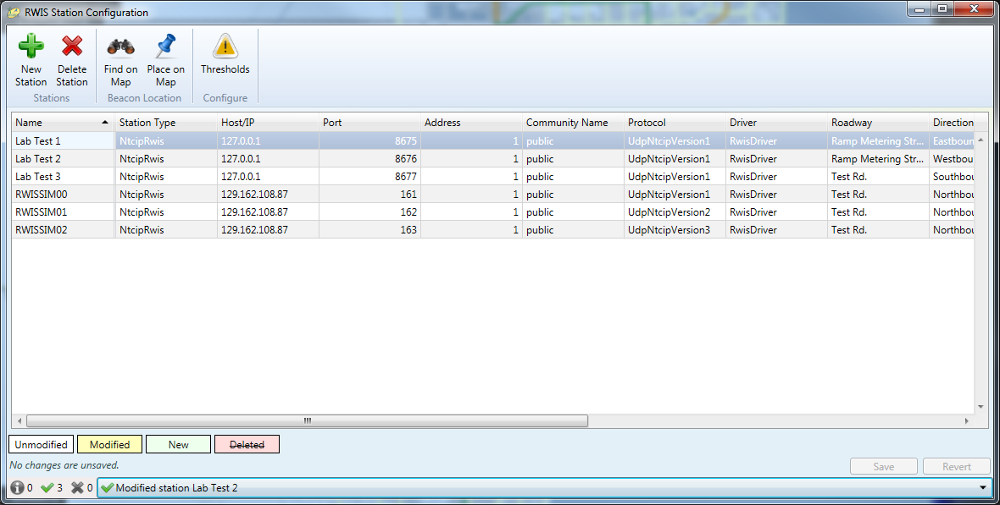 RWIS Station Configuration
New Station
Delete Station
Find on Map
Place on Map
Thresholds
Stations
Beacon Location
Configure
Name Station Type Host/IP Port Address Community Name Protocol Driver Roadway Direction
Lab Test 1 NtcipRwis 127.0.0.1 8675 1 public UdpNtcipVersion1 RwisDriver Ramp Metering Str... Eastboun
Lab Test 2 NtcipRwis 127.0.0.1 8676 1 public UdpNtcipVersion1 RwisDriver Ramp Metering Str... Westbou
Lab Test 3 NtcipRwis 127.0.0.1 8677 1 public UdpNtcipVersion1 RwisDriver Test Rd. Southbou
RWISSIM00 NtcipRwis 129.162.108.87 161 1 public UdpNtcipVersion1 RwisDriver Test Rd. Northbou
RWISSIM01 NtcipRwis 129.162.108.87 162 1 public UdpNtcipVersion2 RwisDriver Test Rd. Northbou
RWISSIM02 NtcipRwis 129.162.108.87 163 1 public UdpNtcipVersion3 RwisDriver Test Rd. Northbou
Unmodified Modified New Deleted
No changes are unsaved.
Save Revert
0 3 0 Modified station Lab Test 2